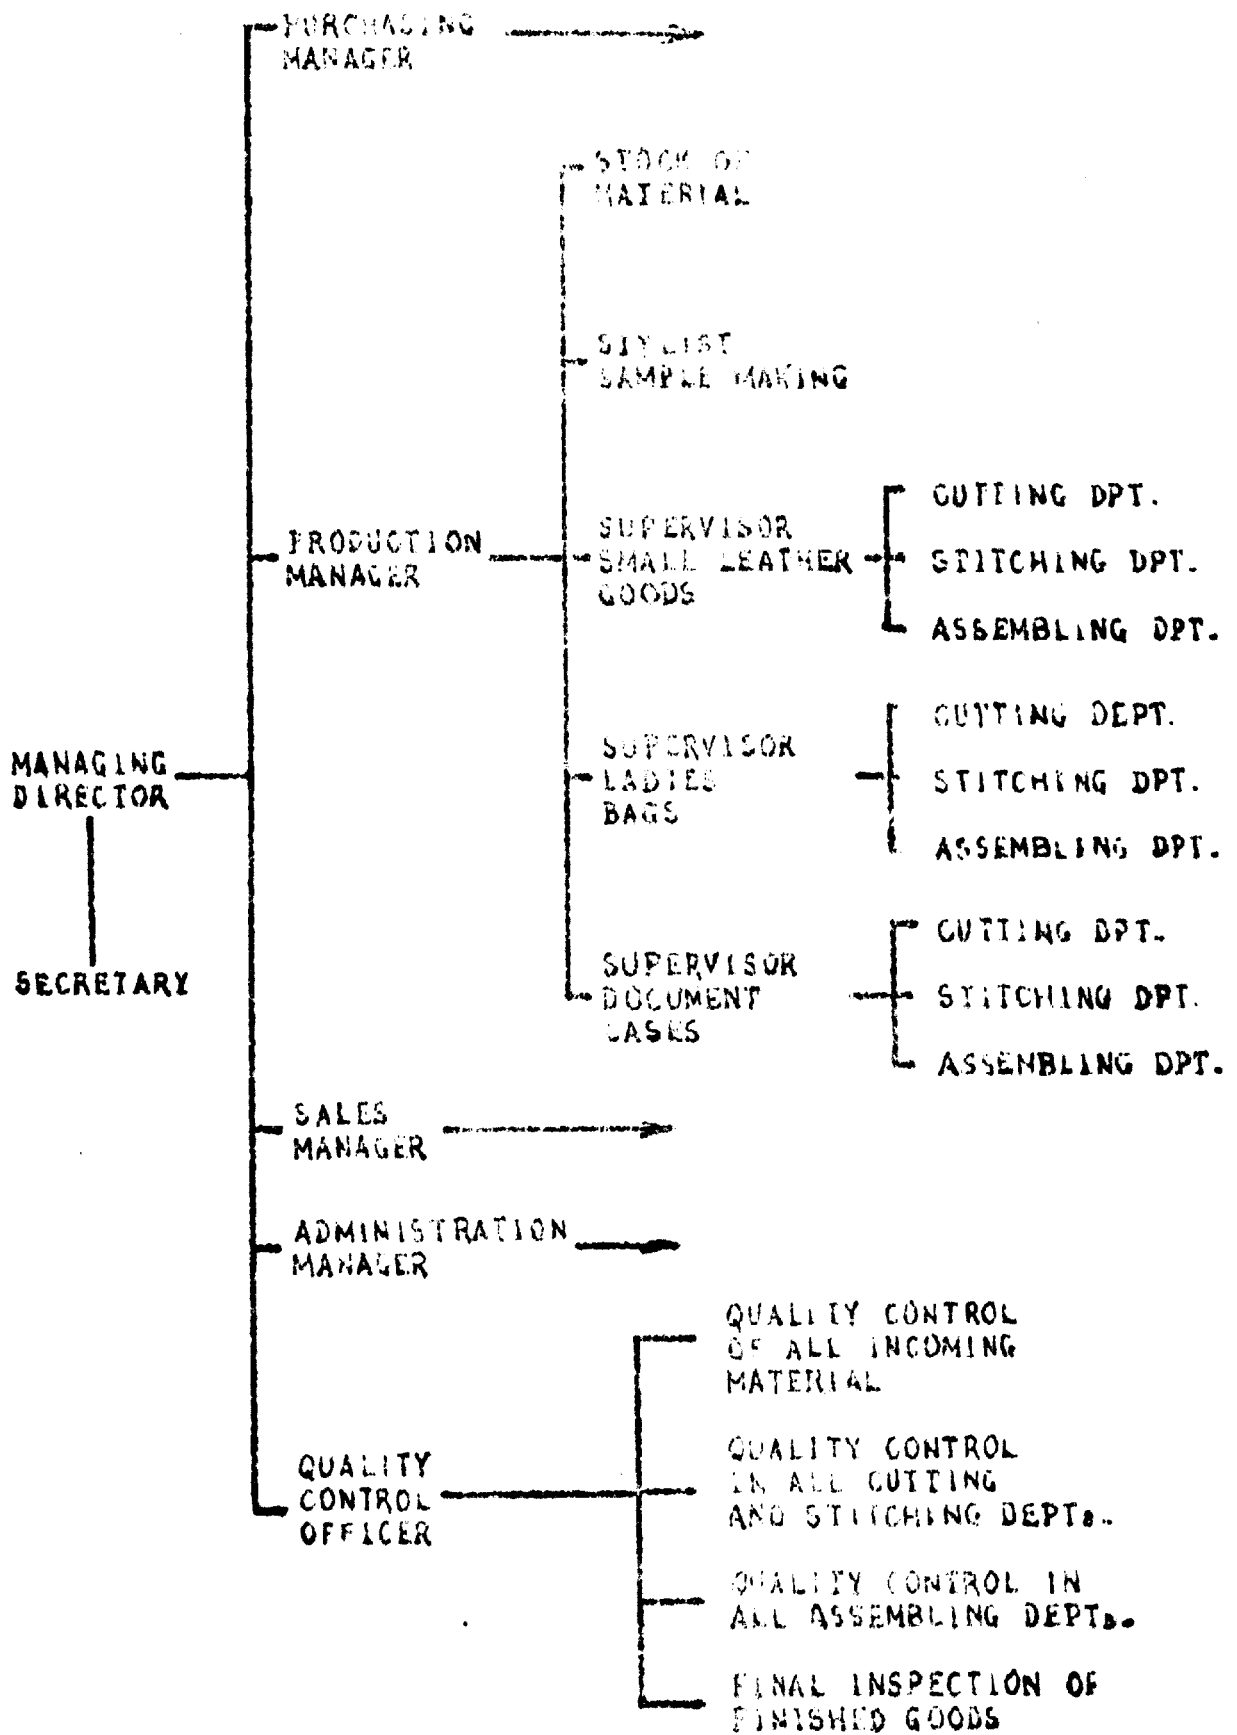 PURCHASING
MANAGER
STOCK OF
MATERIAL
STYLIST
SAMPLE MAKING
PRODUCTION
MANAGER
SUPERVISOR
SMALL LEATHER
GOODS
CUTTING DPT.
STITCHING DPT.
ASSEMBLING DPT.
MANAGING
DIRECTOR
SUPERVISOR
LADIES
BAGS
CUTTING DEPT.
STITCHING DPT.
ASSEMBLING DPT.
SECRETARY
SUPERVISOR
DOCUMENT
CASES
CUTTING DPT.
STITCHING DPT.
ASSEMBLING DPT.
SALES
MANAGER
ADMINISTRATION
MANAGER
QUALITY
CONTROL
OFFICER
QUALITY CONTROL
OF ALL INCOMING
MATERIAL
QUALITY CONTROL
IN ALL CUTTING
AND STITCHING DEPTs.
QUALITY CONTROL IN
ALL ASSEMBLING DEPTs.
FINAL INSPECTION OF
FINISHED GOODS